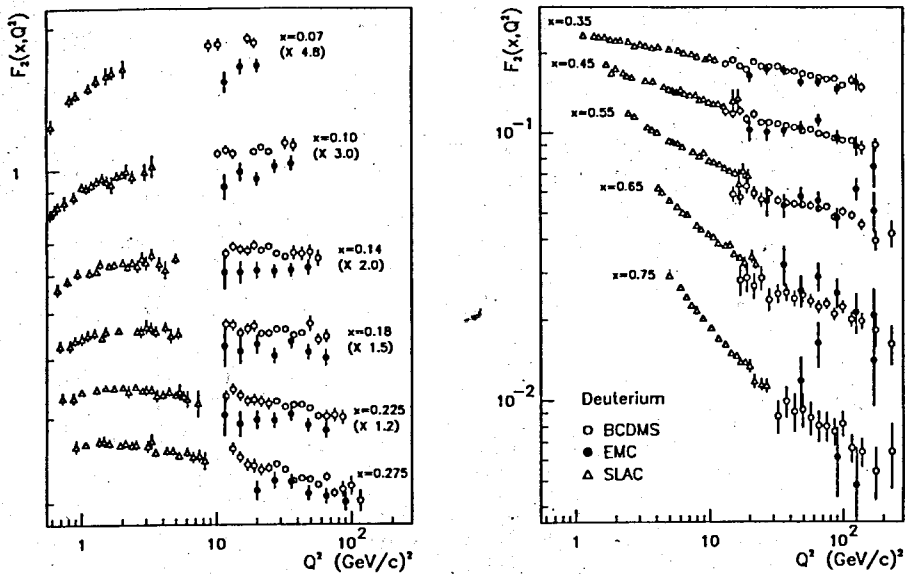 F₂(x,Q²)
x=0.07
(X 4.8)
x=0.10
(X 3.0)
x=0.14
(X 2.0)
x=0.18
(X 1.5)
x=0.225
(X 1.2)
x=0.275
1
1
10
10²
Q² (GeV/c)²
F₂(x,Q²)
x=0.35
x=0.45
x=0.55
x=0.65
x=0.75
10⁻¹
10⁻²
Deuterium
BCDMS
EMC
SLAC
1
10
10²
Q² (GeV/c)²